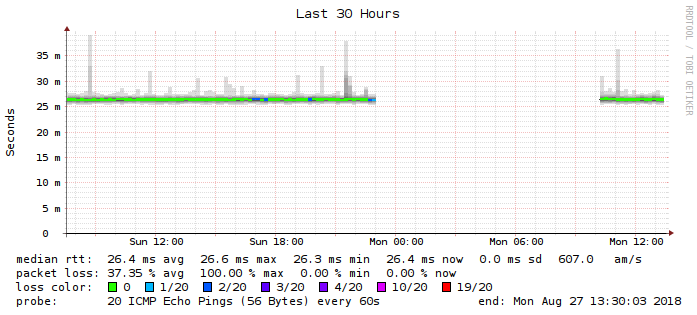 Last 30 Hours
RRDTOOL / TOBI OETIKER
Seconds
35 m
30 m
25 m
20 m
15 m
10 m
5 m
0
Sun 12:00 Sun 18:00 Mon 00:00 Mon 06:00 Mon 12:00
median rtt: 26.4 ms avg 26.6 ms max 26.3 ms min 26.4 ms now 0.0 ms sd 607.0 am/s
packet loss: 37.35 % avg 100.00 % max 0.00 % min 0.00 % now
loss color: 0 1/20 2/20 3/20 4/20 10/20 19/20
probe: 20 ICMP Echo Pings (56 Bytes) every 60s end: Mon Aug 27 13:30:03 2018